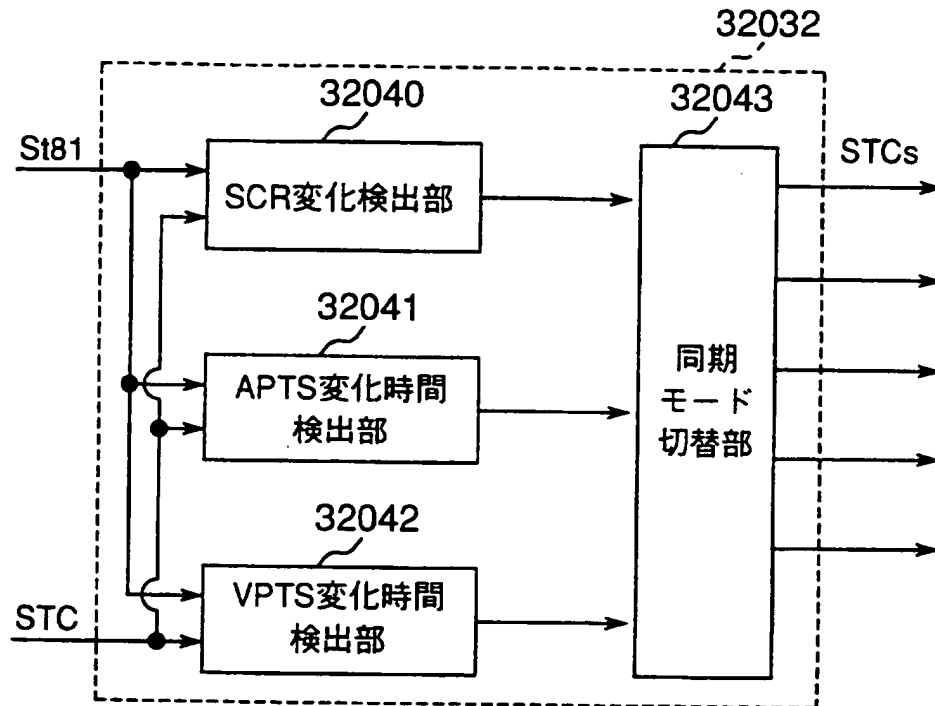 32032
32040
32043
St81
STCs
SCR変化検出部
32041
APTS変化時間
検出部
同期
モード
切替部
32042
VPTS変化時間
検出部
STC